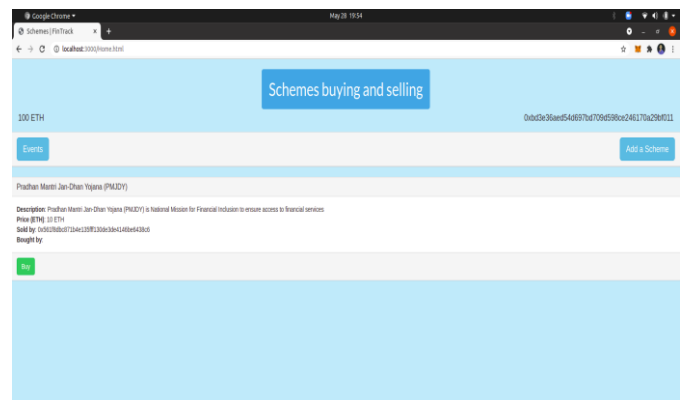 Google Chrome
May 28 19:54
Schemes | FinTrack
localhost:3000/Home.html
Schemes buying and selling
100 ETH
0xbd3e36aed54d697bd709d598ce246170a29bf011
Events
Add a Scheme
Pradhan Mantri Jan-Dhan Yojana (PMJDY)
Description: Pradhan Mantri Jan-Dhan Yojana (PMJDY) is National Mission for Financial Inclusion to ensure access to financial services
Price (ETH): 10 ETH
Sold by:
Bought by:
Buy